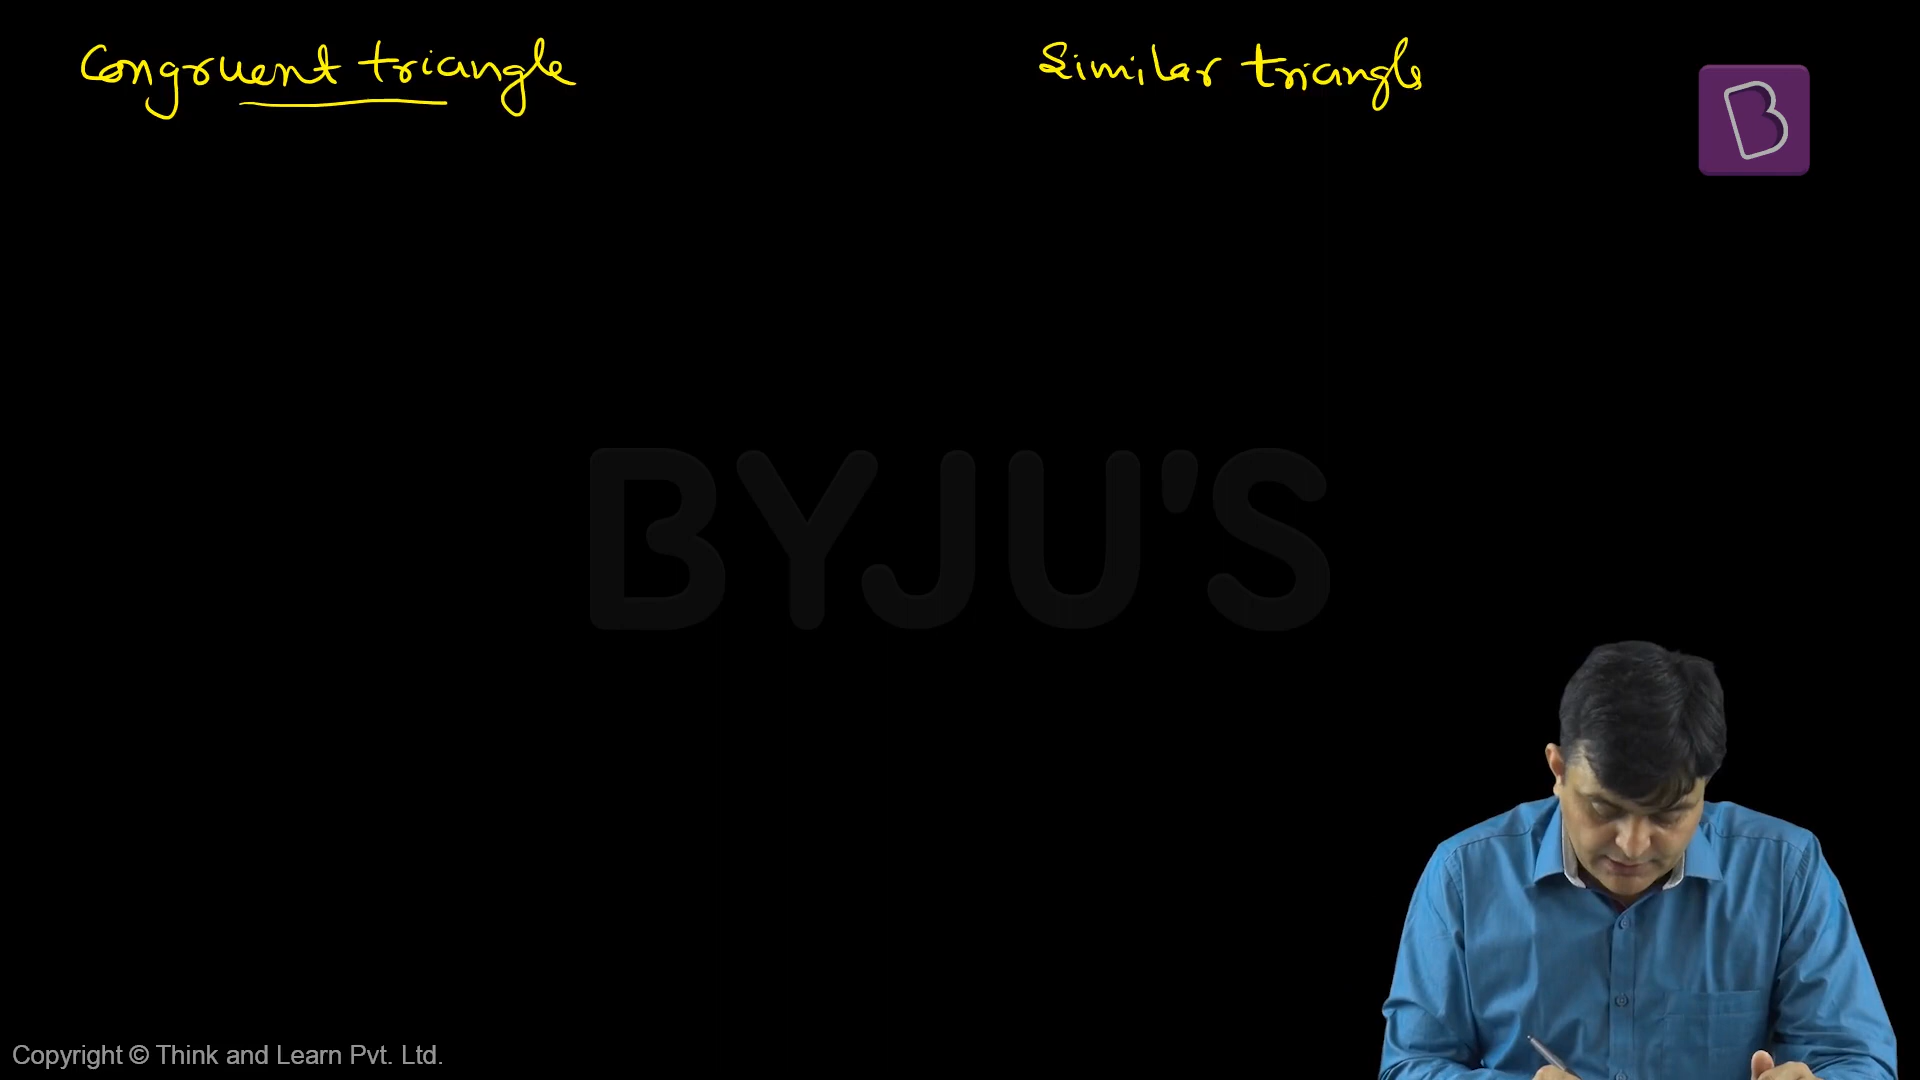 Congruent triangle
Similar triangle
B
BYJU'S
Copyright © Think and Learn Pvt. Ltd.